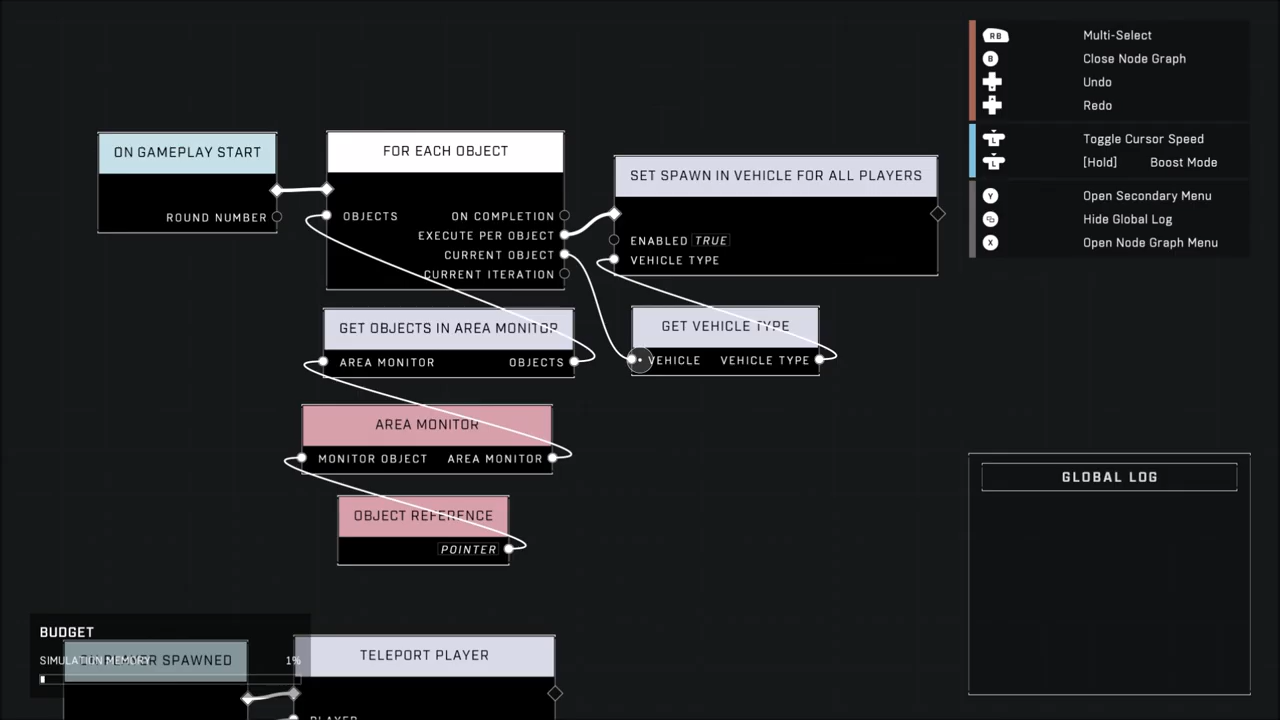 ON GAMEPLAY START
ROUND NUMBER
FOR EACH OBJECT
OBJECTS
ON COMPLETION
EXECUTE PER OBJECT
CURRENT OBJECT
CURRENT ITERATION
SET SPAWN IN VEHICLE FOR ALL PLAYERS
ENABLED TRUE
VEHICLE TYPE
GET OBJECTS IN AREA MONITOR
AREA MONITOR OBJECTS
GET VEHICLE TYPE
VEHICLE VEHICLE TYPE
AREA MONITOR
MONITOR OBJECT AREA MONITOR
OBJECT REFERENCE
POINTER
BUDGET
SIMULATION MEMORY 1%
SPAWNED
TELEPORT PLAYER
PLAYER
RB Multi-Select
B Close Node Graph
Undo
Redo
L Toggle Cursor Speed
L [Hold] Boost Mode
Y Open Secondary Menu
Hide Global Log
X Open Node Graph Menu
GLOBAL LOG